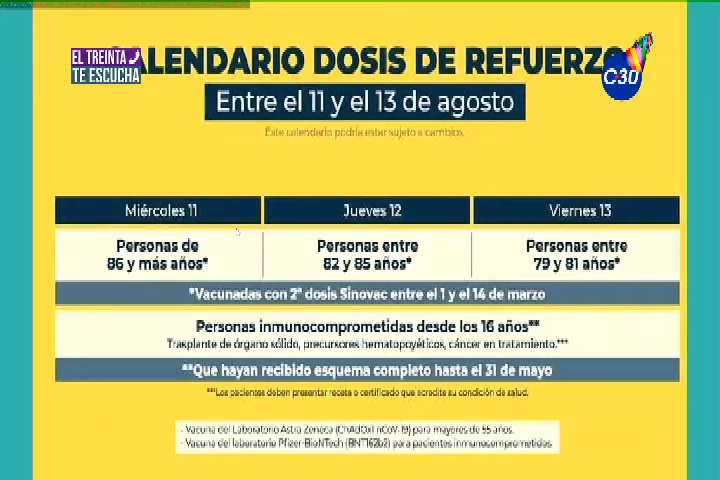 EL TREINTA
TE ESCUCHA
CALENDARIO DOSIS DE REFUERZO
C30
Entre el 11 y el 13 de agosto
Este calendario podría estar sujeto a cambios.
Miércoles 11 Jueves 12 Viernes 13
Personas de Personas entre Personas entre
86 y más años* 82 y 85 años* 79 y 81 años*
*Vacunadas con 2ª dosis Sinovac entre el 1 y el 14 de marzo
Personas inmunocomprometidas desde los 16 años**
Trasplante de órgano sólido, precursores hematopoyéticos, cáncer en tratamiento.***
**Que hayan recibido esquema completo hasta el 31 de mayo
***Los pacientes deben presentar receta o certificado que acredite su condición de salud.
- Vacuna del Laboratorio Astra Zeneca (ChAdOx1 nCoV-19) para mayores de 55 años.
- Vacuna del laboratorio Pfizer-BioNTech (BNT162b2) para pacientes inmunocomprometidos.